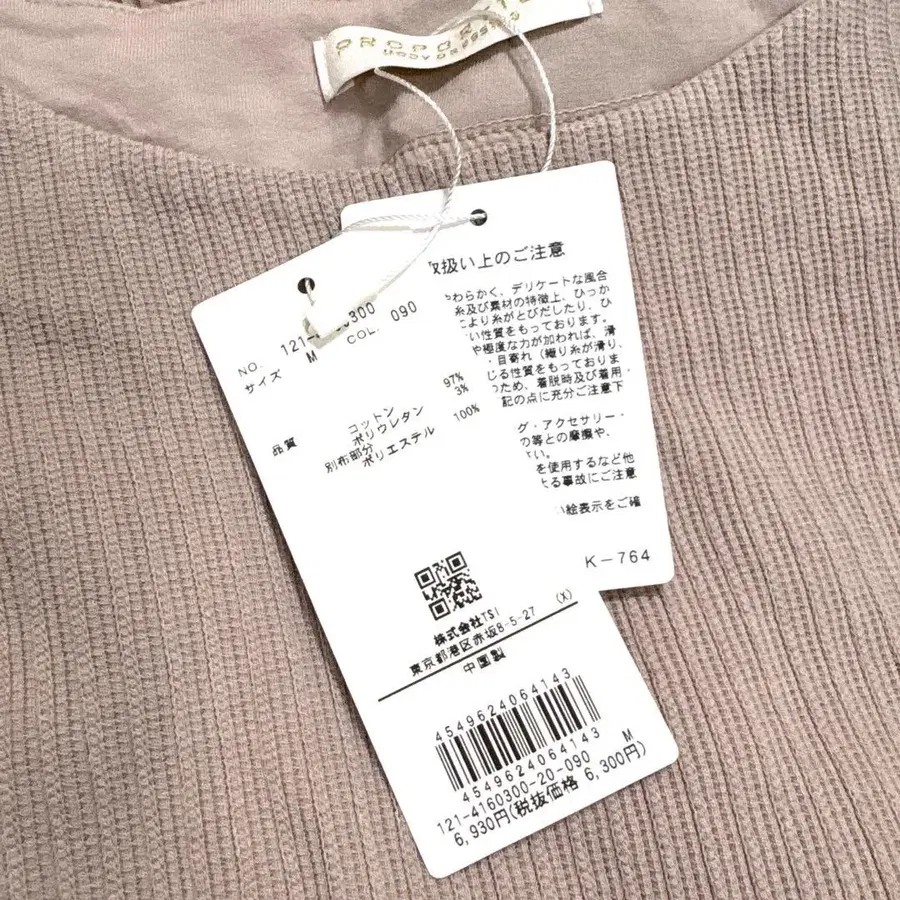 PROPO
BODY DRESSING
取扱い上のご注意
わらかく、デリケートな風合
糸及び素材の特徴上、ひっか
により糸がとびだしたり、ひ
い性質をもっております。
や極度な力が加われば、滑
・目寄れ（織り糸が滑り、
じる性質をもっておりま
のため、着脱時及び着用・
記の点に充分ご注意下
グ・アクセサリー・
の等との摩擦や、
い。
を使用するなど他
よる事故にご注意
い絵表示をご確
K-764
NO. 121-4160300
サイズ M COL. 090
品質 コットン 97%
ポリウレタン 3%
別布部分
ポリエステル 100%
株式会社TSI (X)
東京都港区赤坂8-5-27
中国製
4549624064143
4549624064143
121-4160300-20-090 M
6,930円(税抜価格 6,300円)